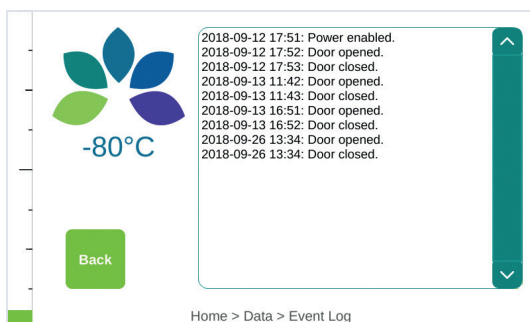 2018-09-12 17:51: Power enabled.
2018-09-12 17:52: Door opened.
2018-09-12 17:53: Door closed.
2018-09-13 11:42: Door opened.
2018-09-13 11:43: Door closed.
2018-09-13 16:51: Door opened.
2018-09-13 16:52: Door closed.
2018-09-26 13:34: Door opened.
2018-09-26 13:34: Door closed.
-80°C
Back
Home > Data > Event Log